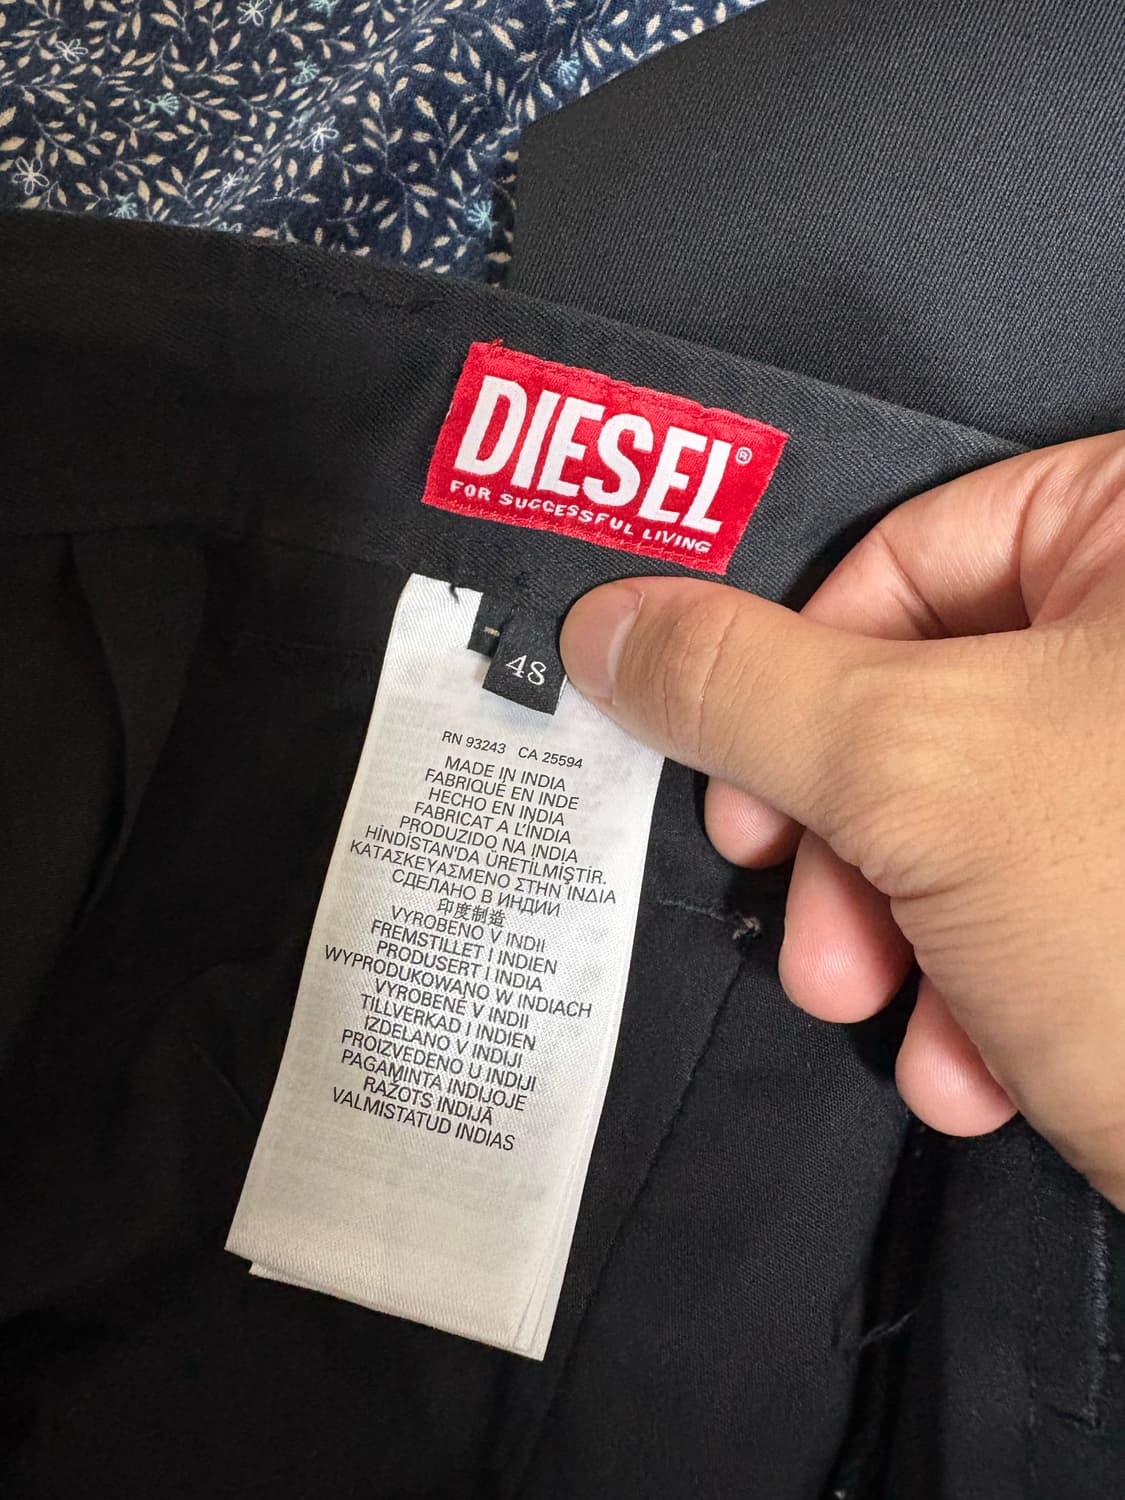 DIESEL®
FOR SUCCESSFUL LIVING
48
RN 93243 CA 25594
MADE IN INDIA
FABRIQUÉ EN INDE
HECHO EN INDIA
FABRICAT A L'ÍNDIA
PRODUZIDO NA INDIA
HİNDİSTAN'DA ÜRETİLMİŞTİR.
ΚΑΤΑΣΚΕΥΑΣΜΕΝΟ ΣΤΗΝ ΙΝΔΙΑ
СДЕЛАНО В ИНДИИ
印度制造
VYROBENO V INDII
FREMSTILLET I INDIEN
PRODUSERT I INDIA
WYPRODUKOWANO W INDIACH
VYROBENÉ V INDII
TILLVERKAD I INDIEN
IZDELANO V INDIJI
PROIZVEDENO U INDIJI
PAGAMINTA INDIJOJE
RAŽOTS INDIJĀ
VALMISTATUD INDIAS